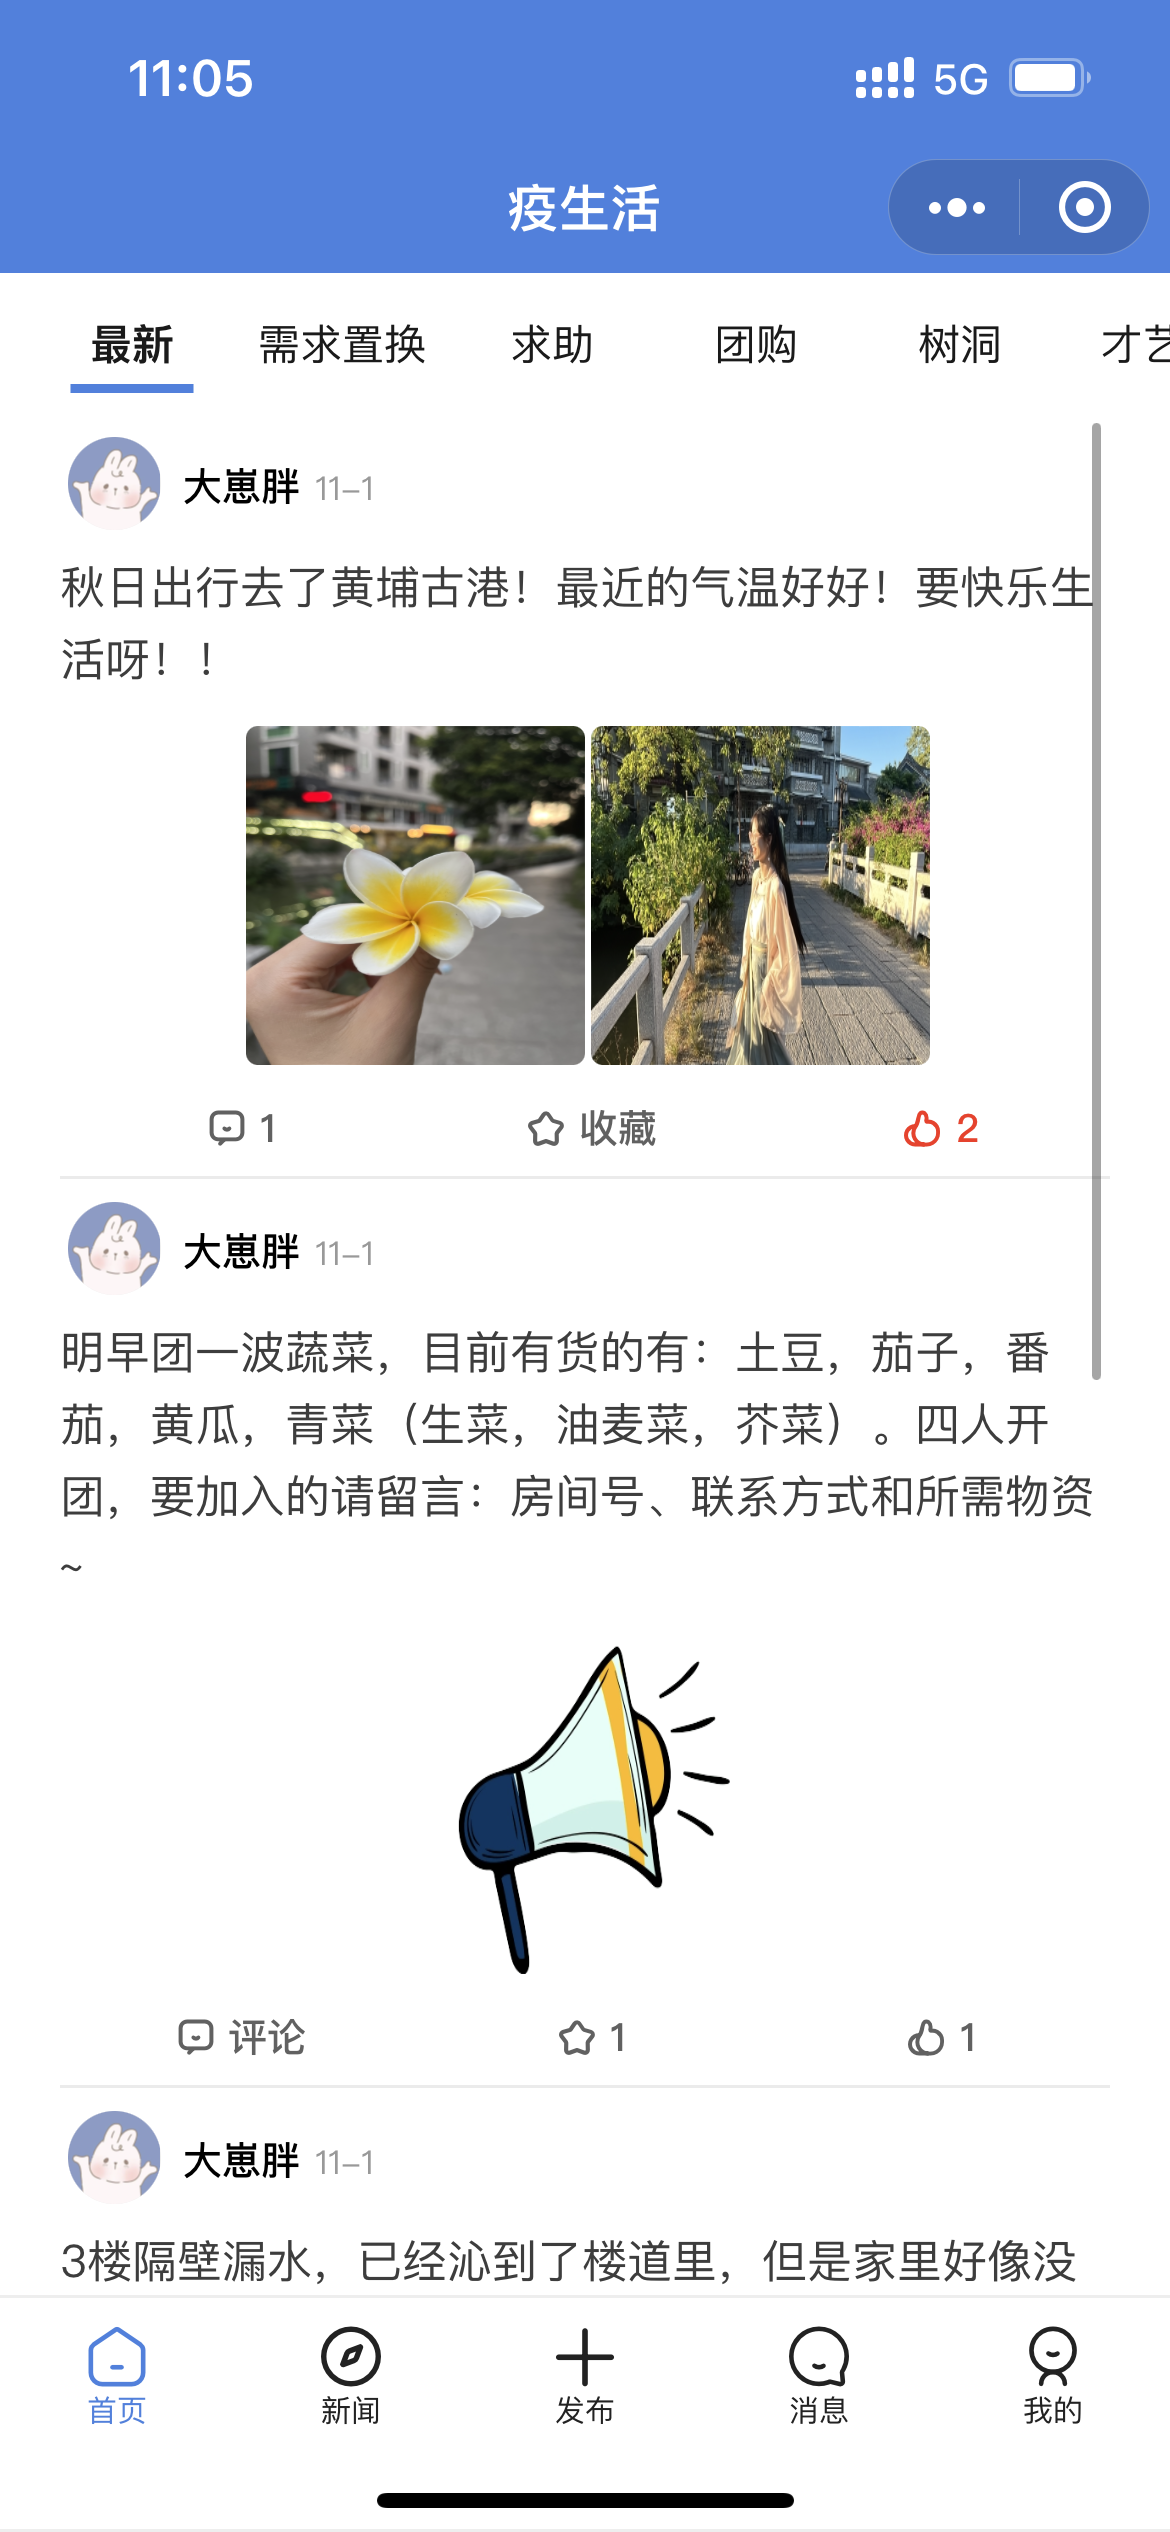 11:05
5G
疫生活
最新 需求置换 求助 团购 树洞 才艺
大崽胖 11-1
秋日出行去了黄埔古港！最近的气温好好！要快乐生
活呀！！
1 收藏 2
大崽胖 11-1
明早团一波蔬菜，目前有货的有：土豆，茄子，番
茄，黄瓜，青菜（生菜，油麦菜，芥菜）。四人开
团，要加入的请留言：房间号、联系方式和所需物资
~
评论 1 1
大崽胖 11-1
3楼隔壁漏水，已经沁到了楼道里，但是家里好像没
首页 新闻 发布 消息 我的